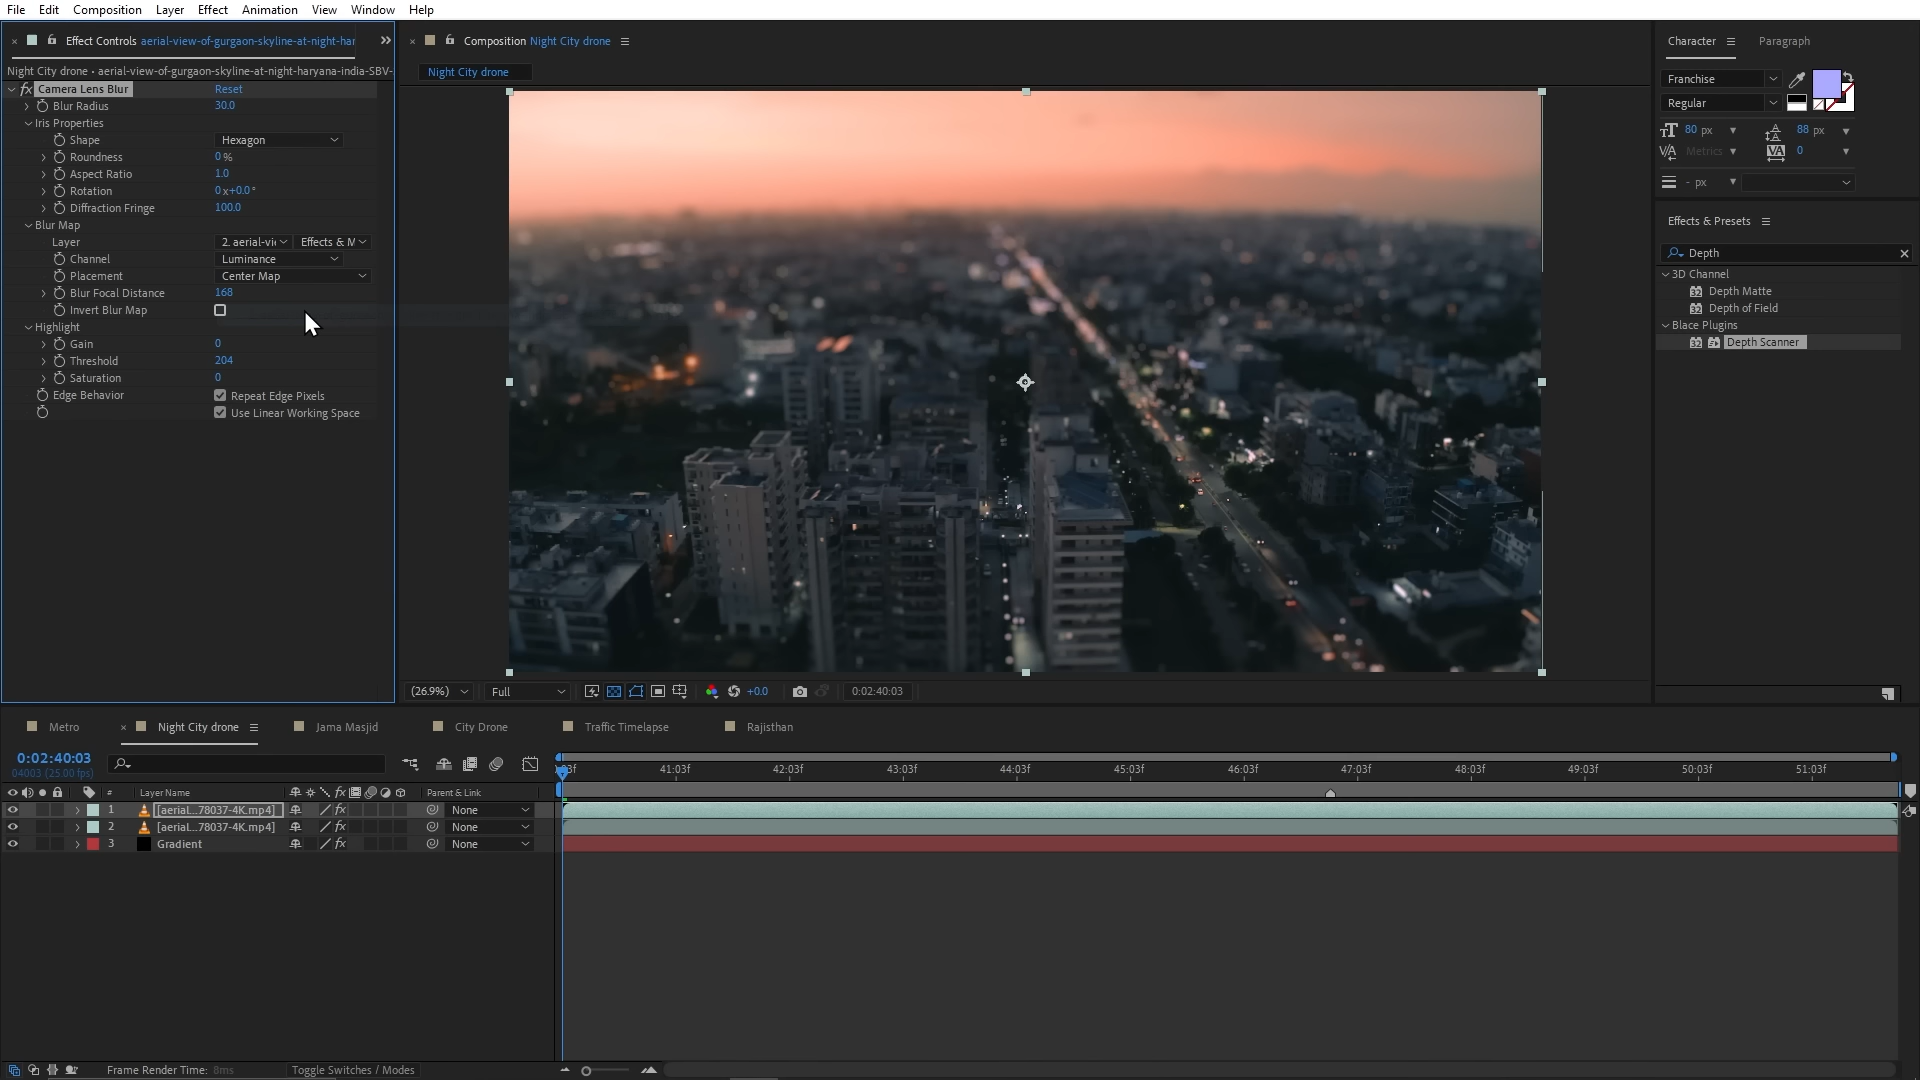 File Edit Composition Layer Effect Animation View Window Help
Effect Controls aerial-view-of-gurgaon-skyline-at-night-har
Night City drone • aerial-view-of-gurgaon-skyline-at-night-haryana-india-SBV-
fx Camera Lens Blur Reset
Blur Radius 30.0
Iris Properties
Shape Hexagon
Roundness 0 %
Aspect Ratio 1.0
Rotation 0 x +0.0 °
Diffraction Fringe 100.0
Blur Map
Layer 2. aerial-vi Effects & M
Channel Luminance
Placement Center Map
Blur Focal Distance 168
Invert Blur Map
Highlight
Gain 0
Threshold 204
Saturation 0
Edge Behavior Repeat Edge Pixels
Use Linear Working Space
Composition Night City drone
Night City drone
(26.9%) Full +0.0 0:02:40:03
Character Paragraph
Franchise
Regular
80 px 88 px
Metrics 0
- px
Effects & Presets
Depth
3D Channel
Depth Matte
Depth of Field
Blace Plugins
Depth Scanner
Metro Night City drone Jama Masjid City Drone Traffic Timelapse Rajisthan
0:02:40:03
04003 (25.00 fps)
:03f 41:03f 42:03f 43:03f 44:03f 45:03f 46:03f 47:03f 48:03f 49:03f 50:03f 51:03f
# Layer Name fx Parent & Link
1 [aerial...78037-4K.mp4] fx None
2 [aerial...78037-4K.mp4] fx None
3 Gradient fx None
Frame Render Time: 8ms Toggle Switches / Modes